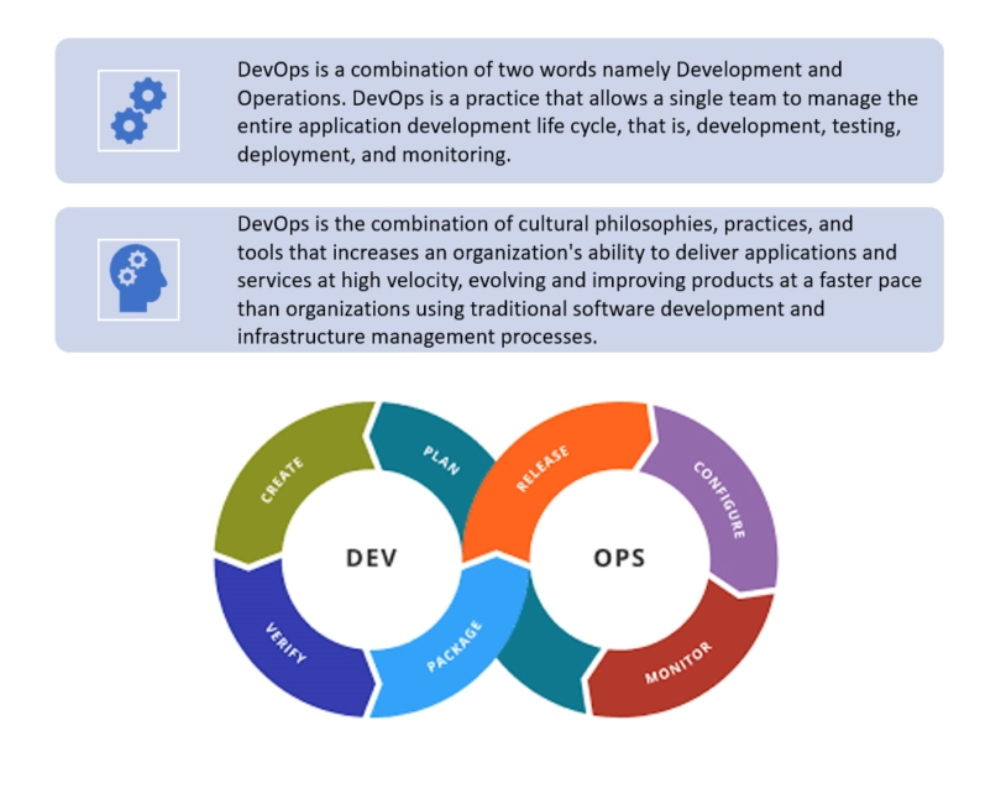 DevOps is a combination of two words namely Development and
Operations. DevOps is a practice that allows a single team to manage the
entire application development life cycle, that is, development, testing,
deployment, and monitoring.
DevOps is the combination of cultural philosophies, practices, and
tools that increases an organization's ability to deliver applications and
services at high velocity, evolving and improving products at a faster pace
than organizations using traditional software development and
infrastructure management processes.
CREATE
PLAN
RELEASE
CONFIGURE
DEV
OPS
VERIFY
PACKAGE
MONITOR